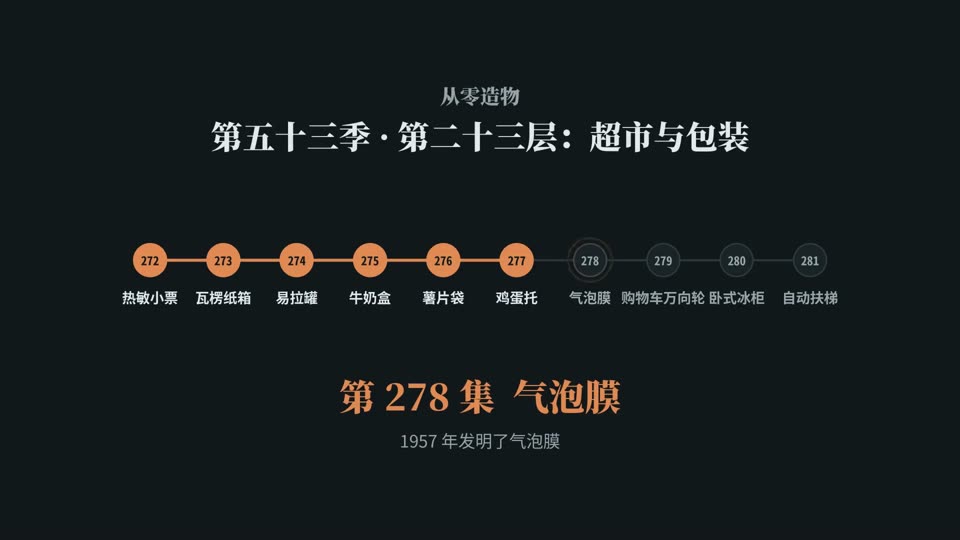 从零造物
第五十三季 · 第二十三层：超市与包装
272 273 274 275 276 277 278 279 280 281
热敏小票 瓦楞纸箱 易拉罐 牛奶盒 薯片袋 鸡蛋托 气泡膜 购物车万向轮 卧式冰柜 自动扶梯
第 278 集 气泡膜
1957 年发明了气泡膜